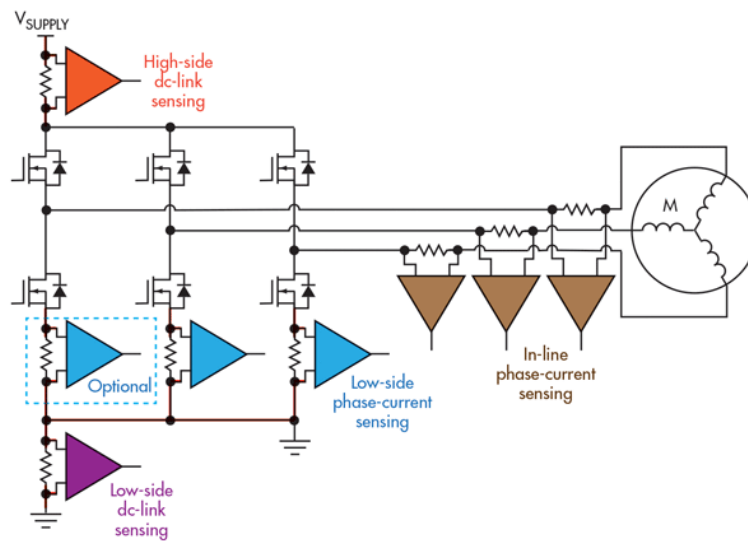 VSUPPLY
High-side
dc-link
sensing
M
Optional
Low-side
phase-current
sensing
In-line
phase-current
sensing
Low-side
dc-link
sensing